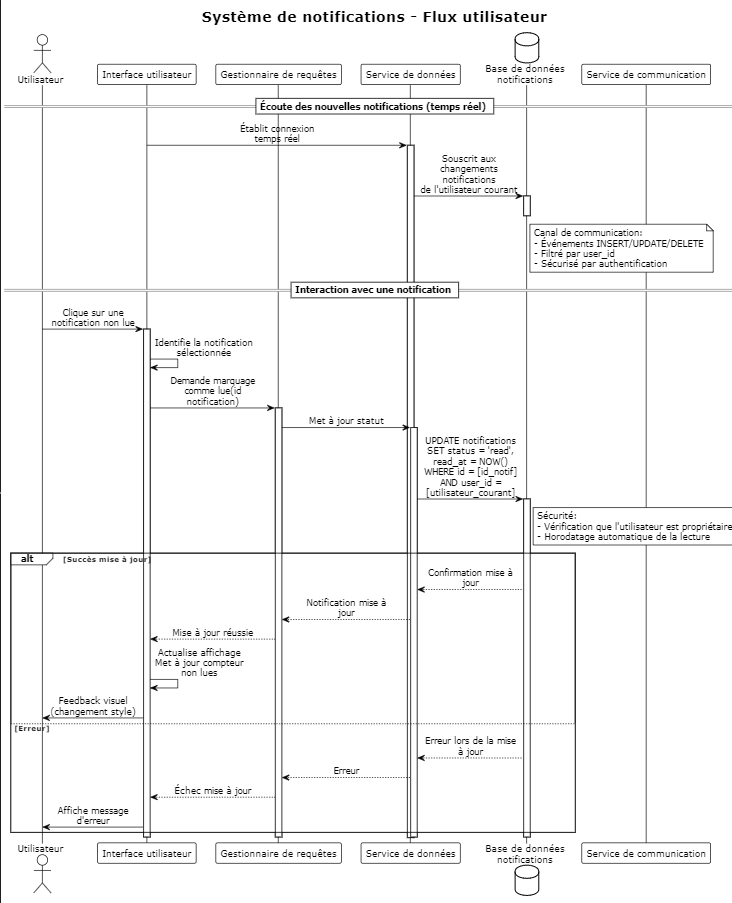 Système de notifications - Flux utilisateur
Utilisateur
Interface utilisateur
Gestionnaire de requêtes
Service de données
Base de données
notifications
Service de communication
Écoute des nouvelles notifications (temps réel)
Établit connexion
temps réel
Souscrit aux
changements
notifications
de l'utilisateur courant
Canal de communication:
- Événements INSERT/UPDATE/DELETE
- Filtré par user_id
- Sécurisé par authentification
Interaction avec une notification
Clique sur une
notification non lue
Identifie la notification
sélectionnée
Demande marquage
comme lue(id
notification)
Met à jour statut
UPDATE notifications
SET status = 'read',
read_at = NOW()
WHERE id = [id_notif]
AND user_id =
[utilisateur_courant]
Sécurité:
- Vérification que l'utilisateur est propriétaire
- Horodatage automatique de la lecture
alt
[Succès mise à jour]
Confirmation mise à
jour
Notification mise à
jour
Mise à jour réussie
Actualise affichage
Met à jour compteur
non lues
Feedback visuel
(changement style)
[Erreur]
Erreur lors de la mise
à jour
Erreur
Échec mise à jour
Affiche message
d'erreur
Utilisateur
Interface utilisateur
Gestionnaire de requêtes
Service de données
Base de données
notifications
Service de communication